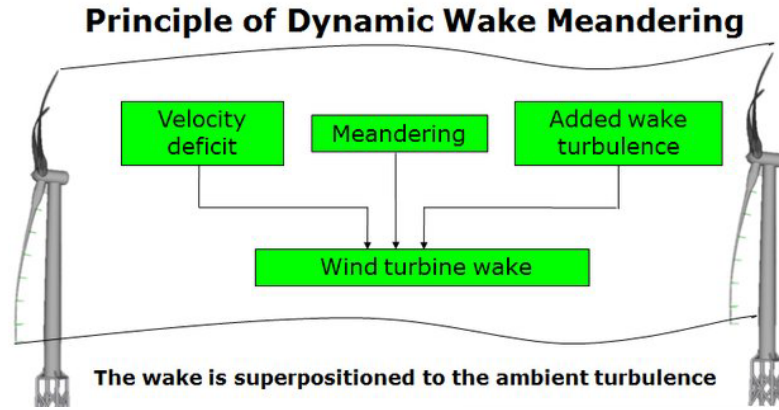 Principle of Dynamic Wake Meandering
Velocity
deficit
Meandering
Added wake
turbulence
Wind turbine wake
The wake is superpositioned to the ambient turbulence